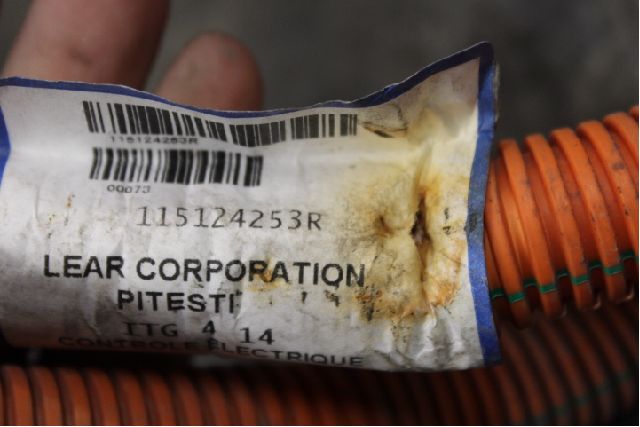 115124253R
00073
115124253R
LEAR CORPORATION
PITESTI
ITG 4 14
CONTROLE ELECTRIQUE